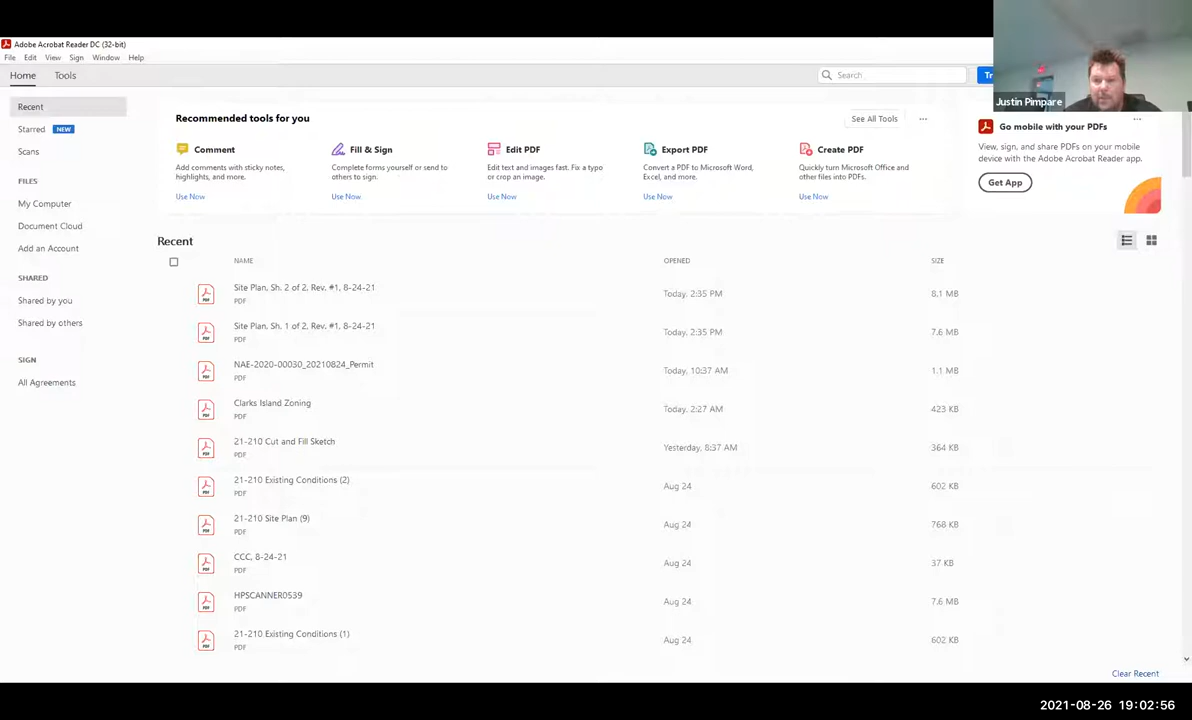 Adobe Acrobat Reader DC (32-bit)
File Edit View Sign Window Help
Home Tools
Search
Tr
Justin Pimpare
Recent
Starred NEW
Scans
FILES
My Computer
Document Cloud
Add an Account
SHARED
Shared by you
Shared by others
SIGN
All Agreements
Recommended tools for you
See All Tools
Comment
Add comments with sticky notes,
highlights, and more.
Use Now
Fill & Sign
Complete forms yourself or send to
others to sign.
Use Now
Edit PDF
Edit text and images fast. Fix a typo
or crop an image.
Use Now
Export PDF
Convert a PDF to Microsoft Word,
Excel, and more.
Use Now
Create PDF
Quickly turn Microsoft Office and
other files into PDFs.
Use Now
Go mobile with your PDFs
View, sign, and share PDFs on your mobile
device with the Adobe Acrobat Reader app.
Get App
Recent
NAME OPENED SIZE
Site Plan, Sh. 2 of 2, Rev. #1, 8-24-21 Today, 2:35 PM 8.1 MB
PDF
Site Plan, Sh. 1 of 2, Rev. #1, 8-24-21 Today, 2:35 PM 7.6 MB
PDF
NAE-2020-00030_20210824_Permit Today, 10:37 AM 1.1 MB
PDF
Clarks Island Zoning Today, 2:27 AM 423 KB
PDF
21-210 Cut and Fill Sketch Yesterday, 8:37 AM 364 KB
PDF
21-210 Existing Conditions (2) Aug 24 602 KB
PDF
21-210 Site Plan (9) Aug 24 768 KB
PDF
CCC, 8-24-21 Aug 24 37 KB
PDF
HPSCANNER0539 Aug 24 7.6 MB
PDF
21-210 Existing Conditions (1) Aug 24 602 KB
PDF
Clear Recent
2021-08-26 19:02:56